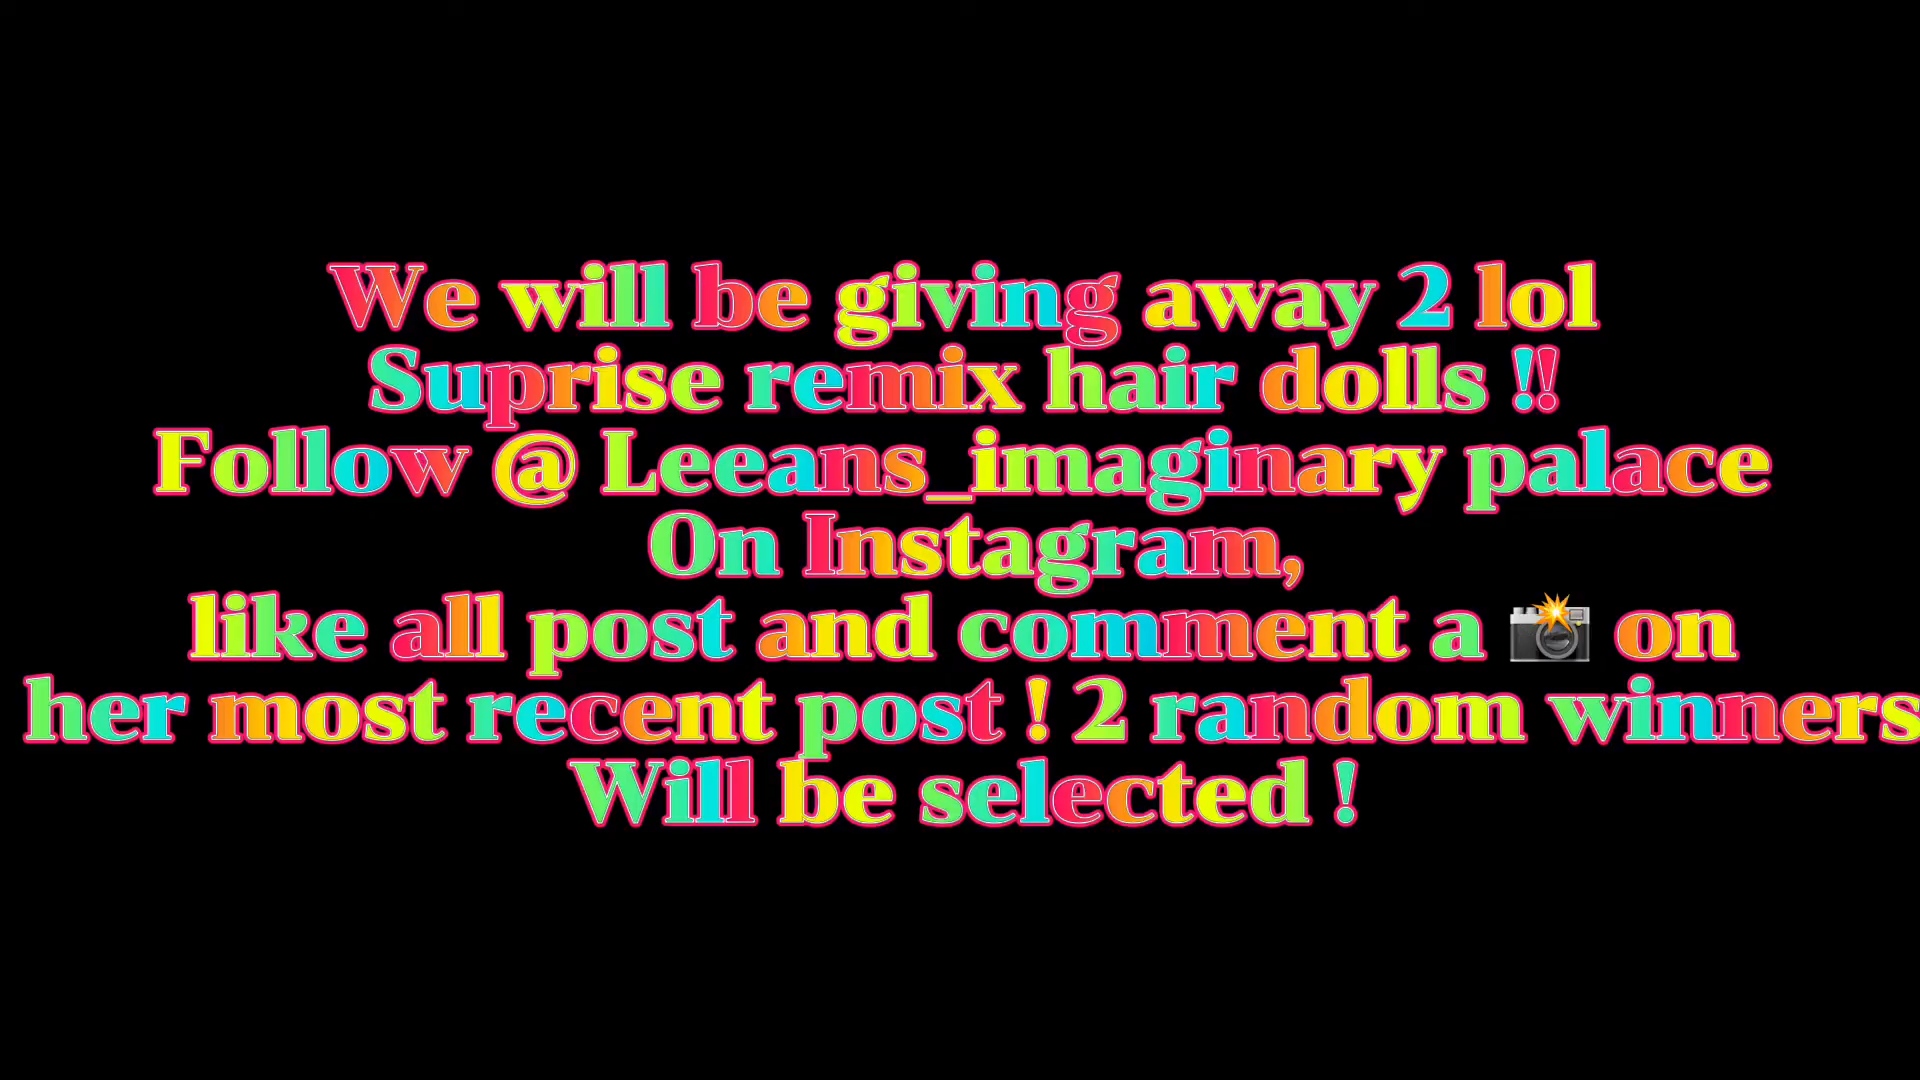 We will be giving away 2 lol
Suprise remix hair dolls ‼
Follow @ Leeans_imaginary palace
On Instagram,
like all post and comment a 📸 on
her most recent post ! 2 random winners
Will be selected !